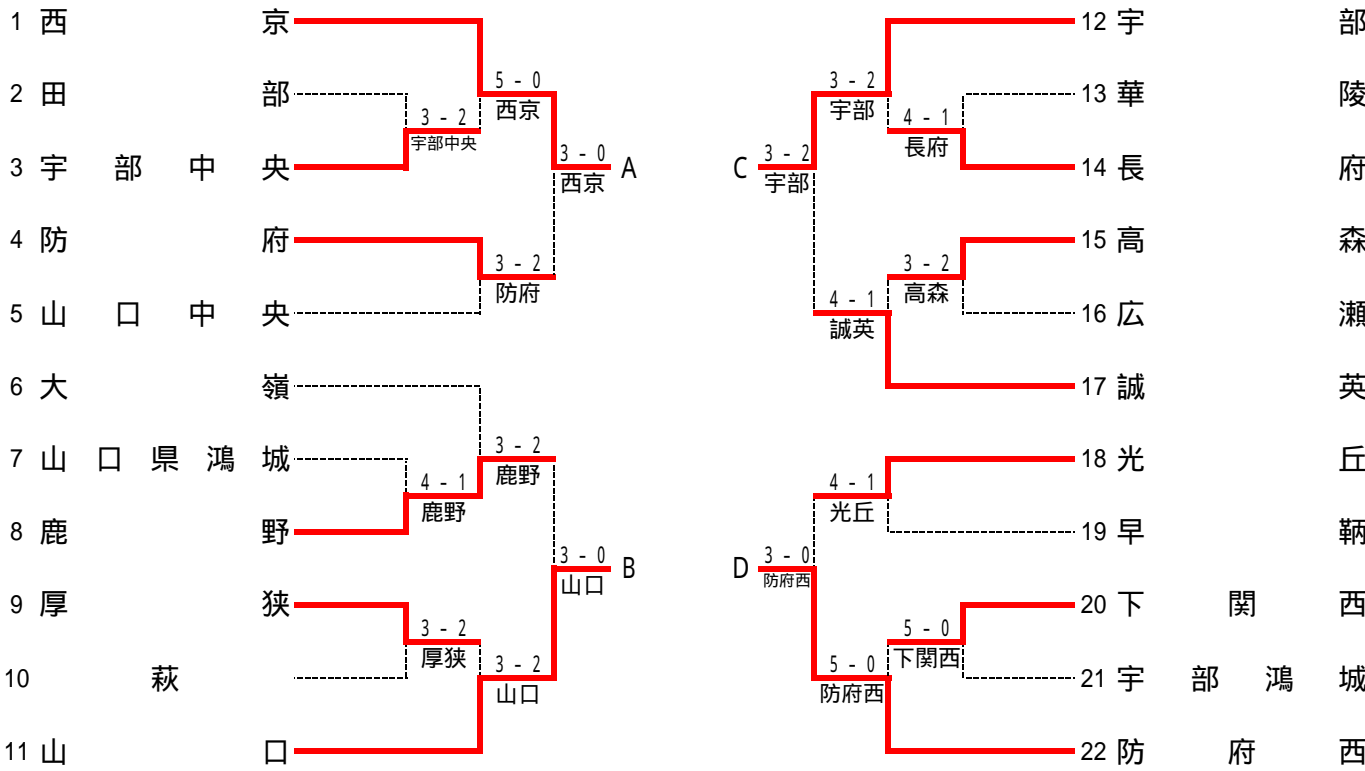 1 西京
2 田部
3 宇部中央
4 防府
5 山口中央
6 大嶺
7 山口県鴻城
8 鹿野
9 厚狭
10 萩
11 山口
3 - 2
宇部中央
5 - 0
西京
3 - 2
防府
3 - 0
西京
A
4 - 1
鹿野
3 - 2
鹿野
3 - 2
厚狭
3 - 2
山口
3 - 0
山口
B
C
3 - 2
宇部
3 - 2
宇部
4 - 1
長府
3 - 2
高森
4 - 1
誠英
D
3 - 0
防府西
4 - 1
光丘
5 - 0
下関西
5 - 0
防府西
12 宇部
13 華陵
14 長府
15 高森
16 広瀬
17 誠英
18 光丘
19 早鞆
20 下関西
21 宇部鴻城
22 防府西